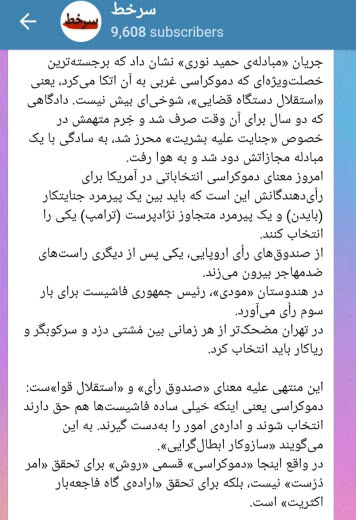 سرخط
9,608 subscribers
سرخط
جریان «مبادله‌ی حمید نوری» نشان داد که برجسته‌ترین
خصلت‌ویژه‌ای که دموکراسی غربی به آن اتکا می‌کرد، یعنی
«استقلال دستگاه قضایی»، شوخی‌ای بیش نیست. دادگاهی
که دو سال برای آن وقت صرف شد و جُرم متهمش در
خصوص «جنایت علیه بشریت» محرز شد، به سادگی با یک
مبادله مجازاتش دود شد و به هوا رفت.
امروز معنای دموکراسی انتخاباتی در آمریکا برای
رأی‌دهندگانش این است که باید بین یک پیرمرد جنایتکار
(بایدن) و یک پیرمرد متجاوز نژادپرست (ترامپ) یکی را
انتخاب کنند.
از صندوق‌های رأی اروپایی، یکی پس از دیگری راست‌های
ضدمهاجر بیرون می‌زند.
در هندوستان «مودی»، رئیس جمهوری فاشیست برای بار
سوم رأی می‌آورد.
در تهران مضحک‌تر از هر زمانی بین مُشتی دزد و سرکوبگر و
ریاکار باید انتخاب کرد.
این منتهی علیه معنای «صندوق رأی» و «استقلال قوا»ست:
دموکراسی یعنی اینکه خیلی ساده فاشیست‌ها هم حق دارند
انتخاب شوند و اداره‌ی امور را به‌دست گیرند. به این
می‌گویند «سازوکار ابطال‌گرایی».
در واقع اینجا «دموکراسی» قسمی «روش» برای تحقق «امر
دُرُست» نیست، بلکه برای تحقق «اراده‌ی گاه فاجعه‌بار
اکثریت» است.